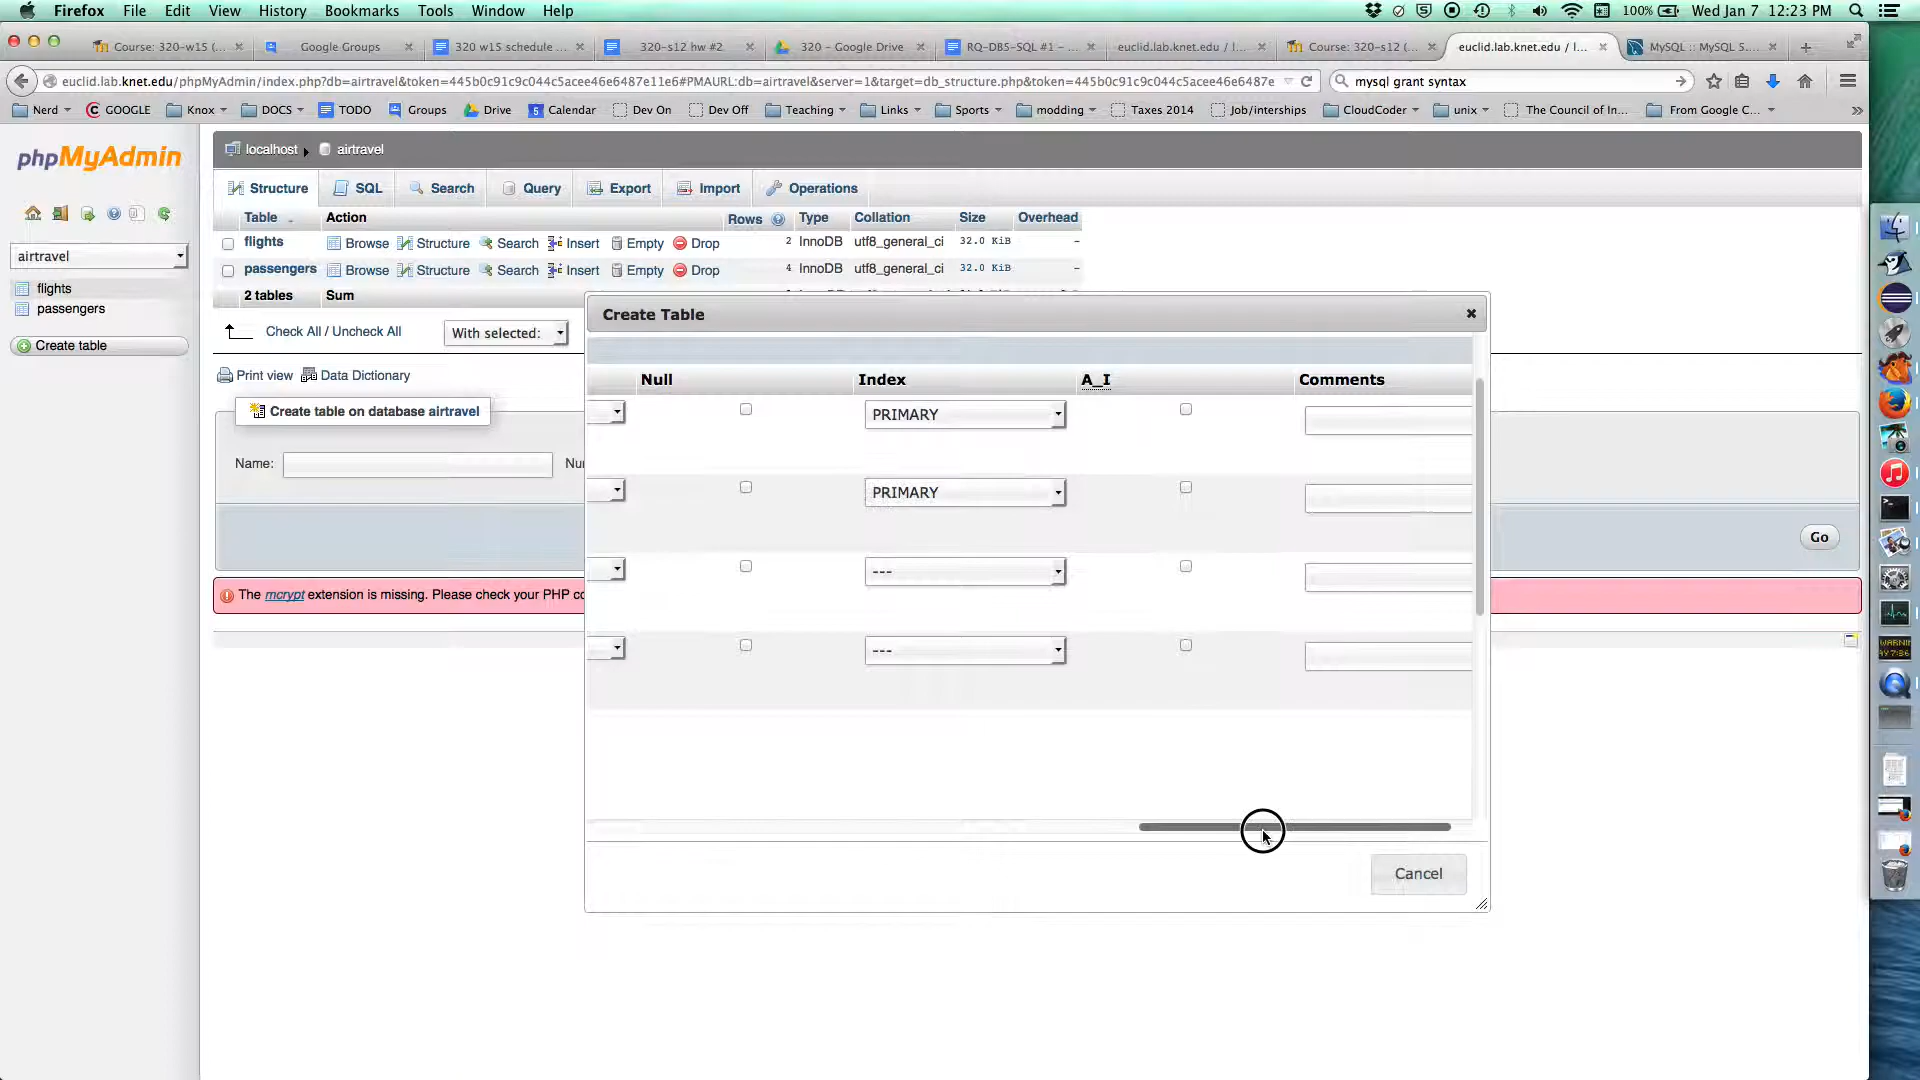 Firefox File Edit View History Bookmarks Tools Window Help 100% Wed Jan 7 12:23 PM
Course: 320-w15 (... Google Groups 320 w15 schedule ... 320-s12 hw #2 320 - Google Drive RQ-DB5-SQL #1 - ... euclid.lab.knet.edu / l... Course: 320-s12 (... euclid.lab.knet.edu / l... MySQL :: MySQL 5....
euclid.lab.knet.edu/phpMyAdmin/index.php?db=airtravel&token=445b0c91c9c044c5acee46e6487e11e6#PMAURL:db=airtravel&server=1&target=db_structure.php&token=445b0c91c9c044c5acee46e6487e mysql grant syntax
Nerd GOOGLE Knox DOCS TODO Groups Drive Calendar Dev On Dev Off Teaching Links Sports modding Taxes 2014 Job/interships CloudCoder unix The Council of In... From Google C... »
phpMyAdmin
localhost airtravel
Structure SQL Search Query Export Import Operations
Table Action Rows Type Collation Size Overhead
flights Browse Structure Search Insert Empty Drop 2 InnoDB utf8_general_ci 32.0 KiB -
passengers Browse Structure Search Insert Empty Drop 4 InnoDB utf8_general_ci 32.0 KiB -
2 tables Sum
airtravel
flights
passengers
Create table
Check All / Uncheck All With selected:
Print view Data Dictionary
Create table on database airtravel
Name:
Go
The mcrypt extension is missing. Please check your PHP
Create Table
Null Index A_I Comments
PRIMARY
PRIMARY
---
---
Cancel